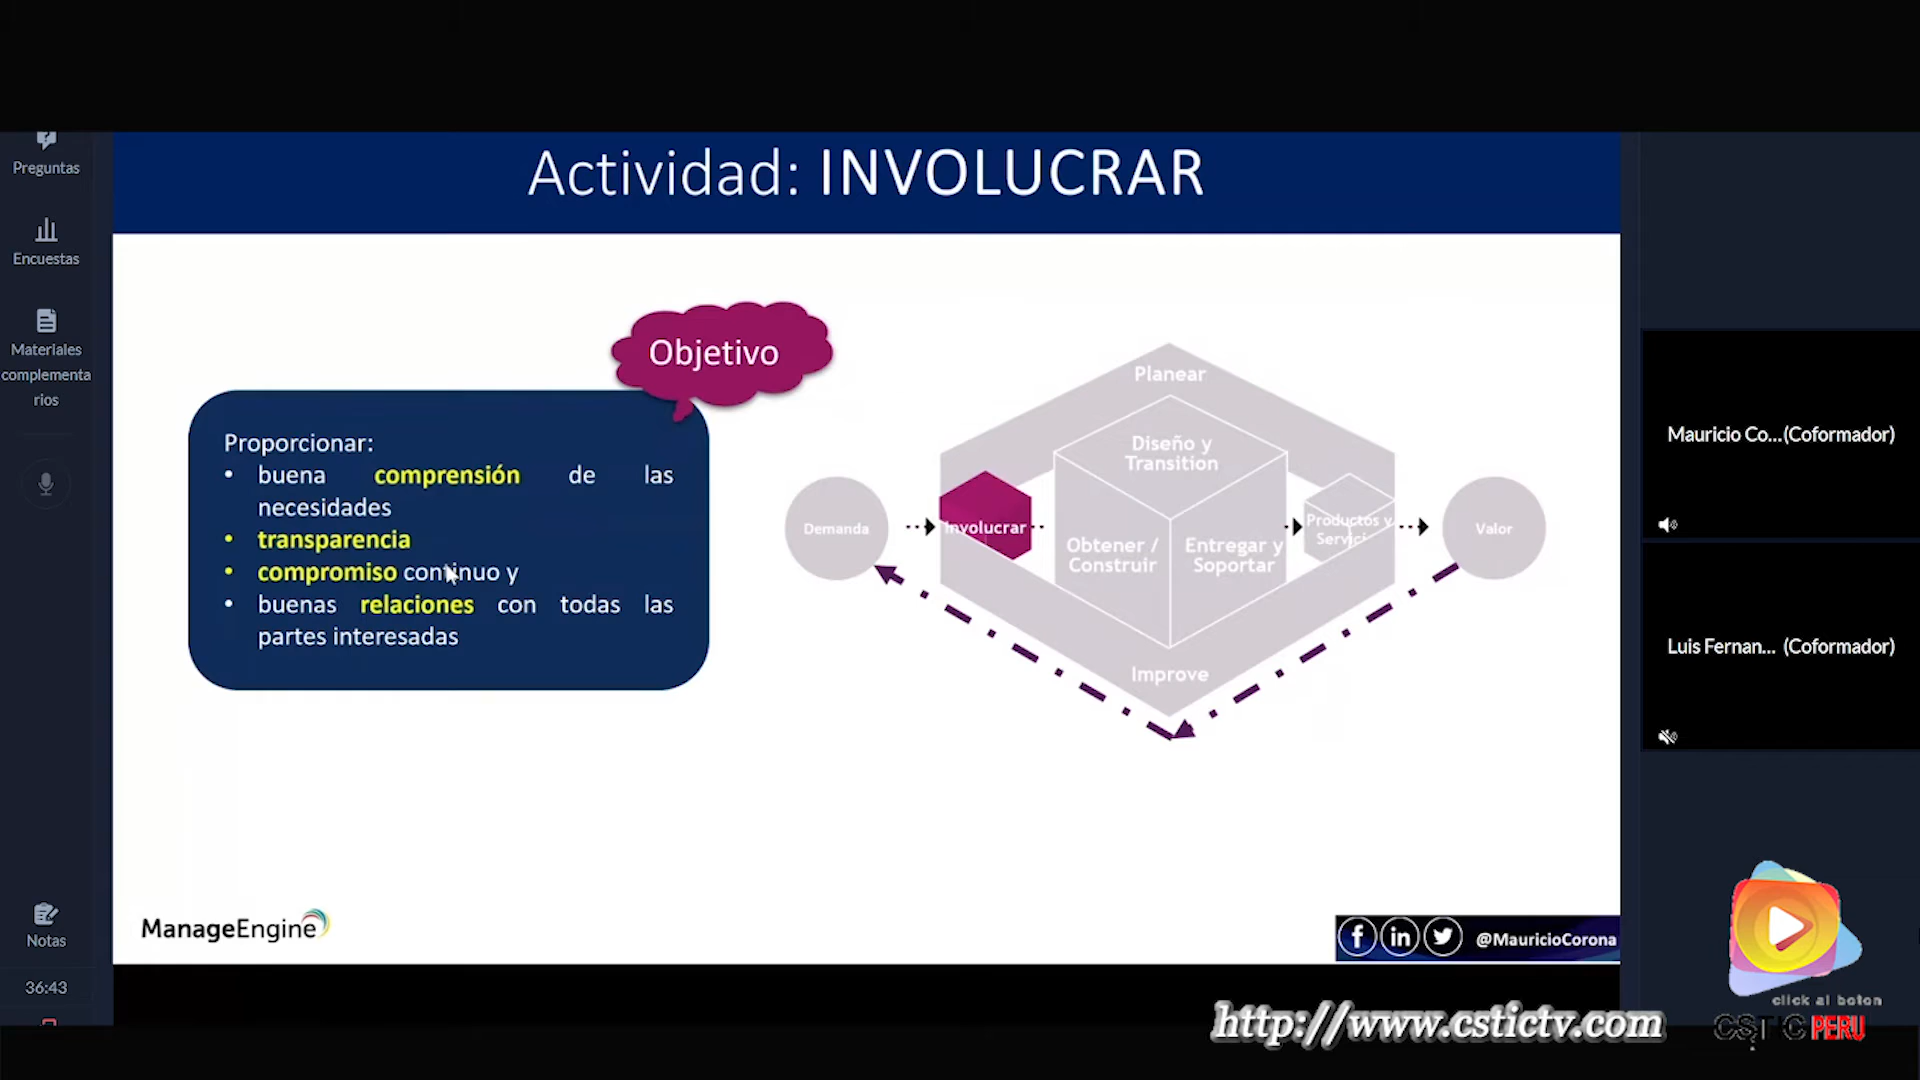 Actividad: INVOLUCRAR
Preguntas
Encuestas
Materiales
complementa
rios
Objetivo
Proporcionar:
• buena comprensión de las
necesidades
• transparencia
• compromiso continuo y
• buenas relaciones con todas las
partes interesadas
Planear
Diseño y
Transition
Demanda
Involucrar
Obtener /
Construir
Entregar y
Soportar
Productos y
Valor
Improve
Mauricio Co...(Coformador)
Luis Fernan... (Coformador)
Notas
36:43
ManageEngine
@MauricioCorona
click al boton
http://www.cstictv.com
CSTIC PERU